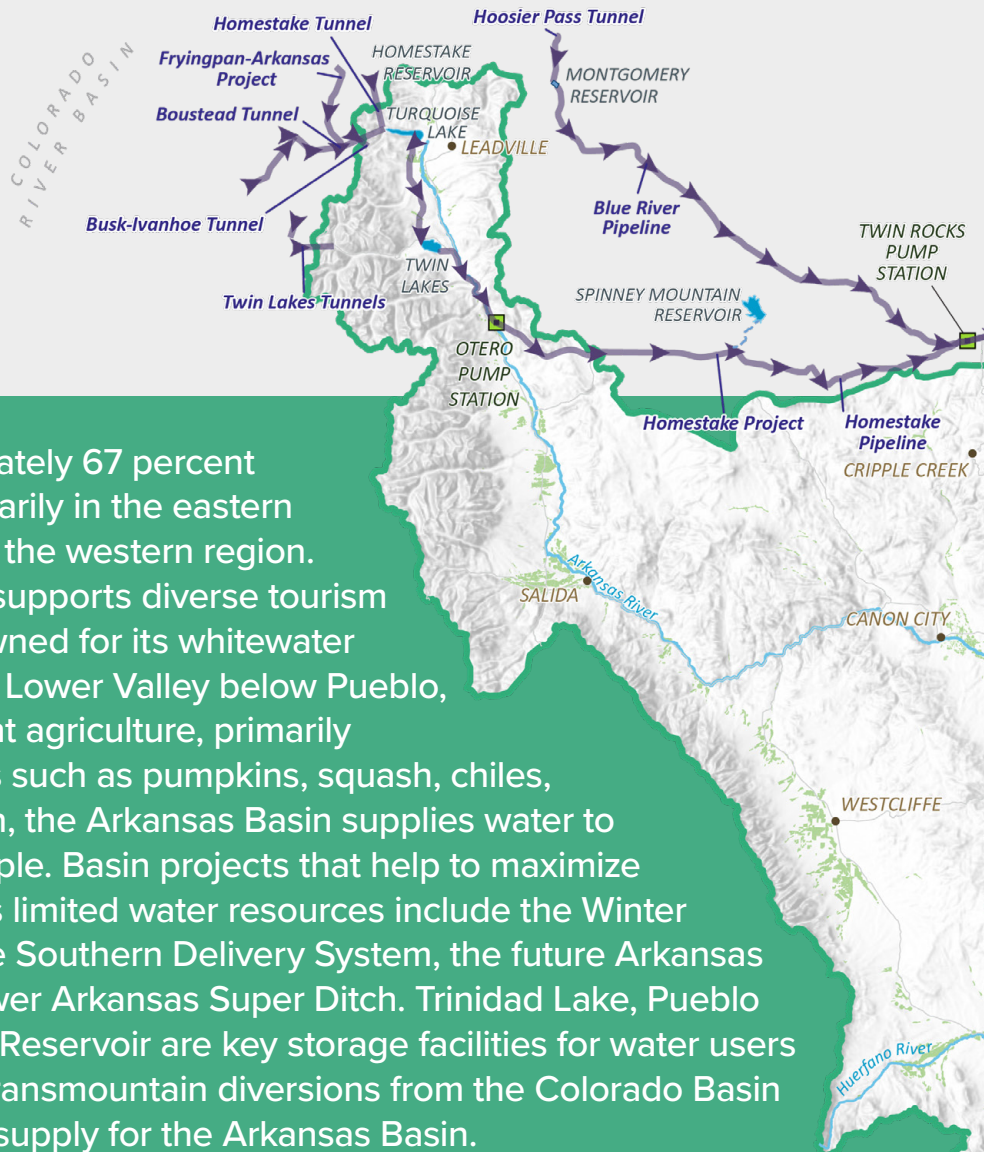 Hoosier Pass Tunnel
Homestake Tunnel
HOMESTAKE
RESERVOIR
Fryingpan-Arkansas
Project
COLORADO
RIVER BASIN
MONTGOMERY
RESERVOIR
Boustead Tunnel
TURQUOISE
LAKE
LEADVILLE
Blue River
Pipeline
Busk-Ivanhoe Tunnel
TWIN ROCKS
PUMP
STATION
TWIN
LAKES
Twin Lakes Tunnels
SPINNEY MOUNTAIN
RESERVOIR
OTERO
PUMP
STATION
Homestake Project
Homestake
Pipeline
CRIPPLE CREEK
Arkansas River
SALIDA
CANON CITY
WESTCLIFFE
Huerfano River
ately 67 percent
arily in the eastern
the western region.
supports diverse tourism
wned for its whitewater
Lower Valley below Pueblo,
nt agriculture, primarily
s such as pumpkins, squash, chiles,
n, the Arkansas Basin supplies water to
ple. Basin projects that help to maximize
s limited water resources include the Winter
e Southern Delivery System, the future Arkansas
wer Arkansas Super Ditch. Trinidad Lake, Pueblo
Reservoir are key storage facilities for water users
ransmountain diversions from the Colorado Basin
supply for the Arkansas Basin.